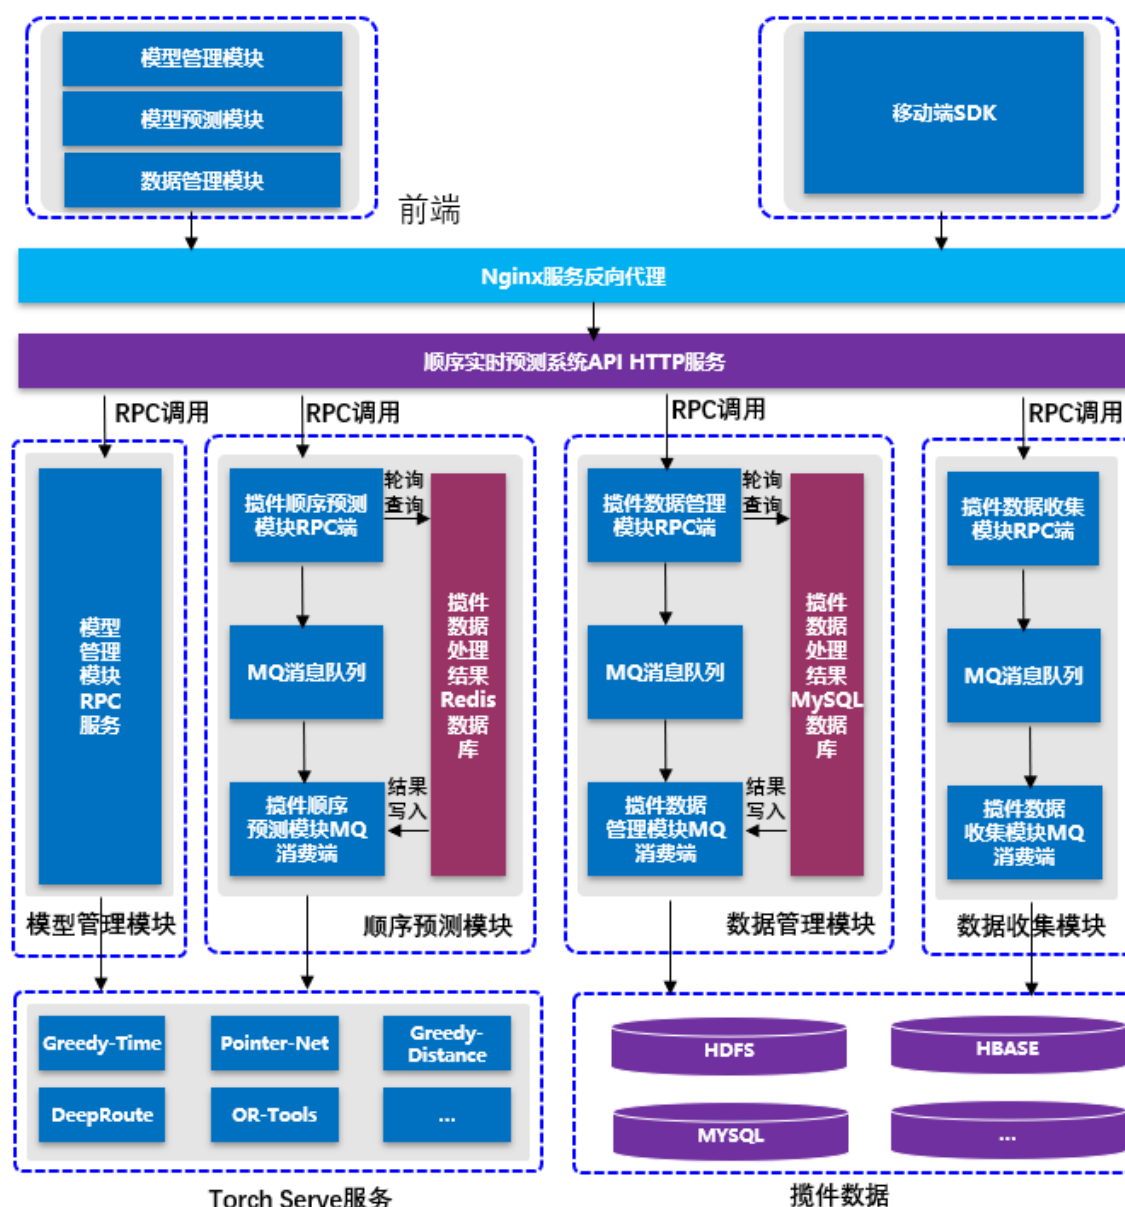 模型管理模块
模型预测模块
数据管理模块
移动端SDK
前端
Nginx服务反向代理
顺序实时预测系统API HTTP服务
RPC调用
RPC调用
RPC调用
RPC调用
模型
管理
模块
RPC
服务
模型管理模块
揽件顺序预测
模块RPC端
轮询
查询
MQ消息队列
揽件
数据
处理
结果
Redis
数据
库
揽件顺序
预测模块MQ
消费端
结果
写入
顺序预测模块
揽件数据管理
模块RPC端
轮询
查询
MQ消息队列
揽件
数据
处理
结果
MySQL
数据
库
揽件数据
管理模块MQ
消费端
结果
写入
数据管理模块
揽件数据收集
模块RPC端
MQ消息队列
揽件数据
收集模块MQ
消费端
数据收集模块
Greedy-Time
Pointer-Net
Greedy-
Distance
DeepRoute
OR-Tools
...
Torch Serve服务
HDFS
HBASE
MYSQL
...
揽件数据